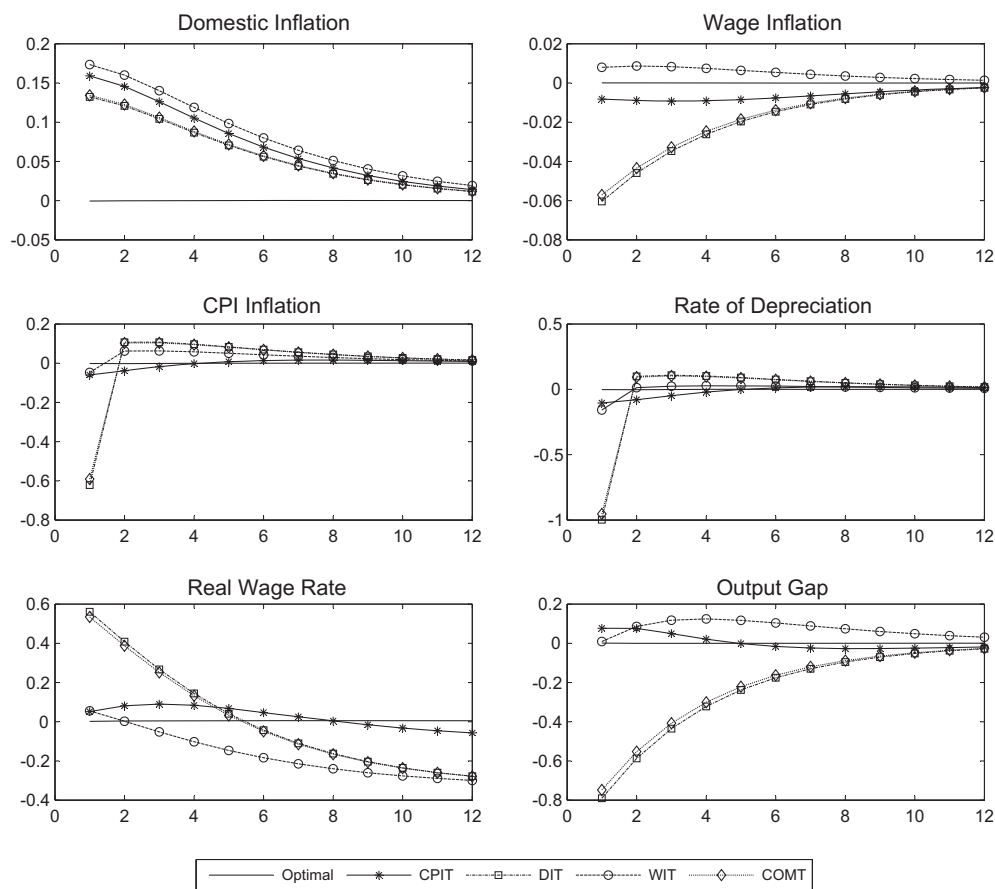 Domestic Inflation
0.2
0.15
0.1
0.05
0
-0.05
0 2 4 6 8 10 12
Wage Inflation
0.02
0
-0.02
-0.04
-0.06
-0.08
0 2 4 6 8 10 12
CPI Inflation
0.2
0
-0.2
-0.4
-0.6
-0.8
0 2 4 6 8 10 12
Rate of Depreciation
0.5
0
-0.5
-1
0 2 4 6 8 10 12
Real Wage Rate
0.6
0.4
0.2
0
-0.2
-0.4
0 2 4 6 8 10 12
Output Gap
0.2
0
-0.2
-0.4
-0.6
-0.8
0 2 4 6 8 10 12
Optimal CPIT DIT WIT COMT